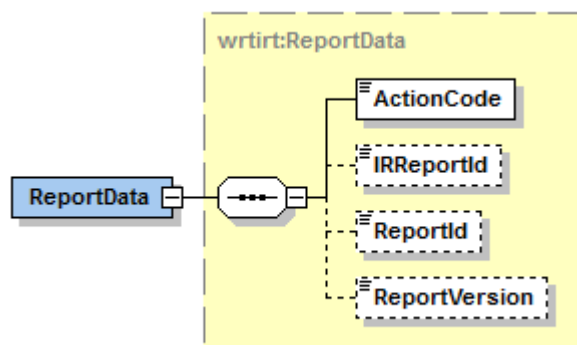 wrtirt:ReportData
ActionCode
IRReportId
ReportData
ReportId
ReportVersion